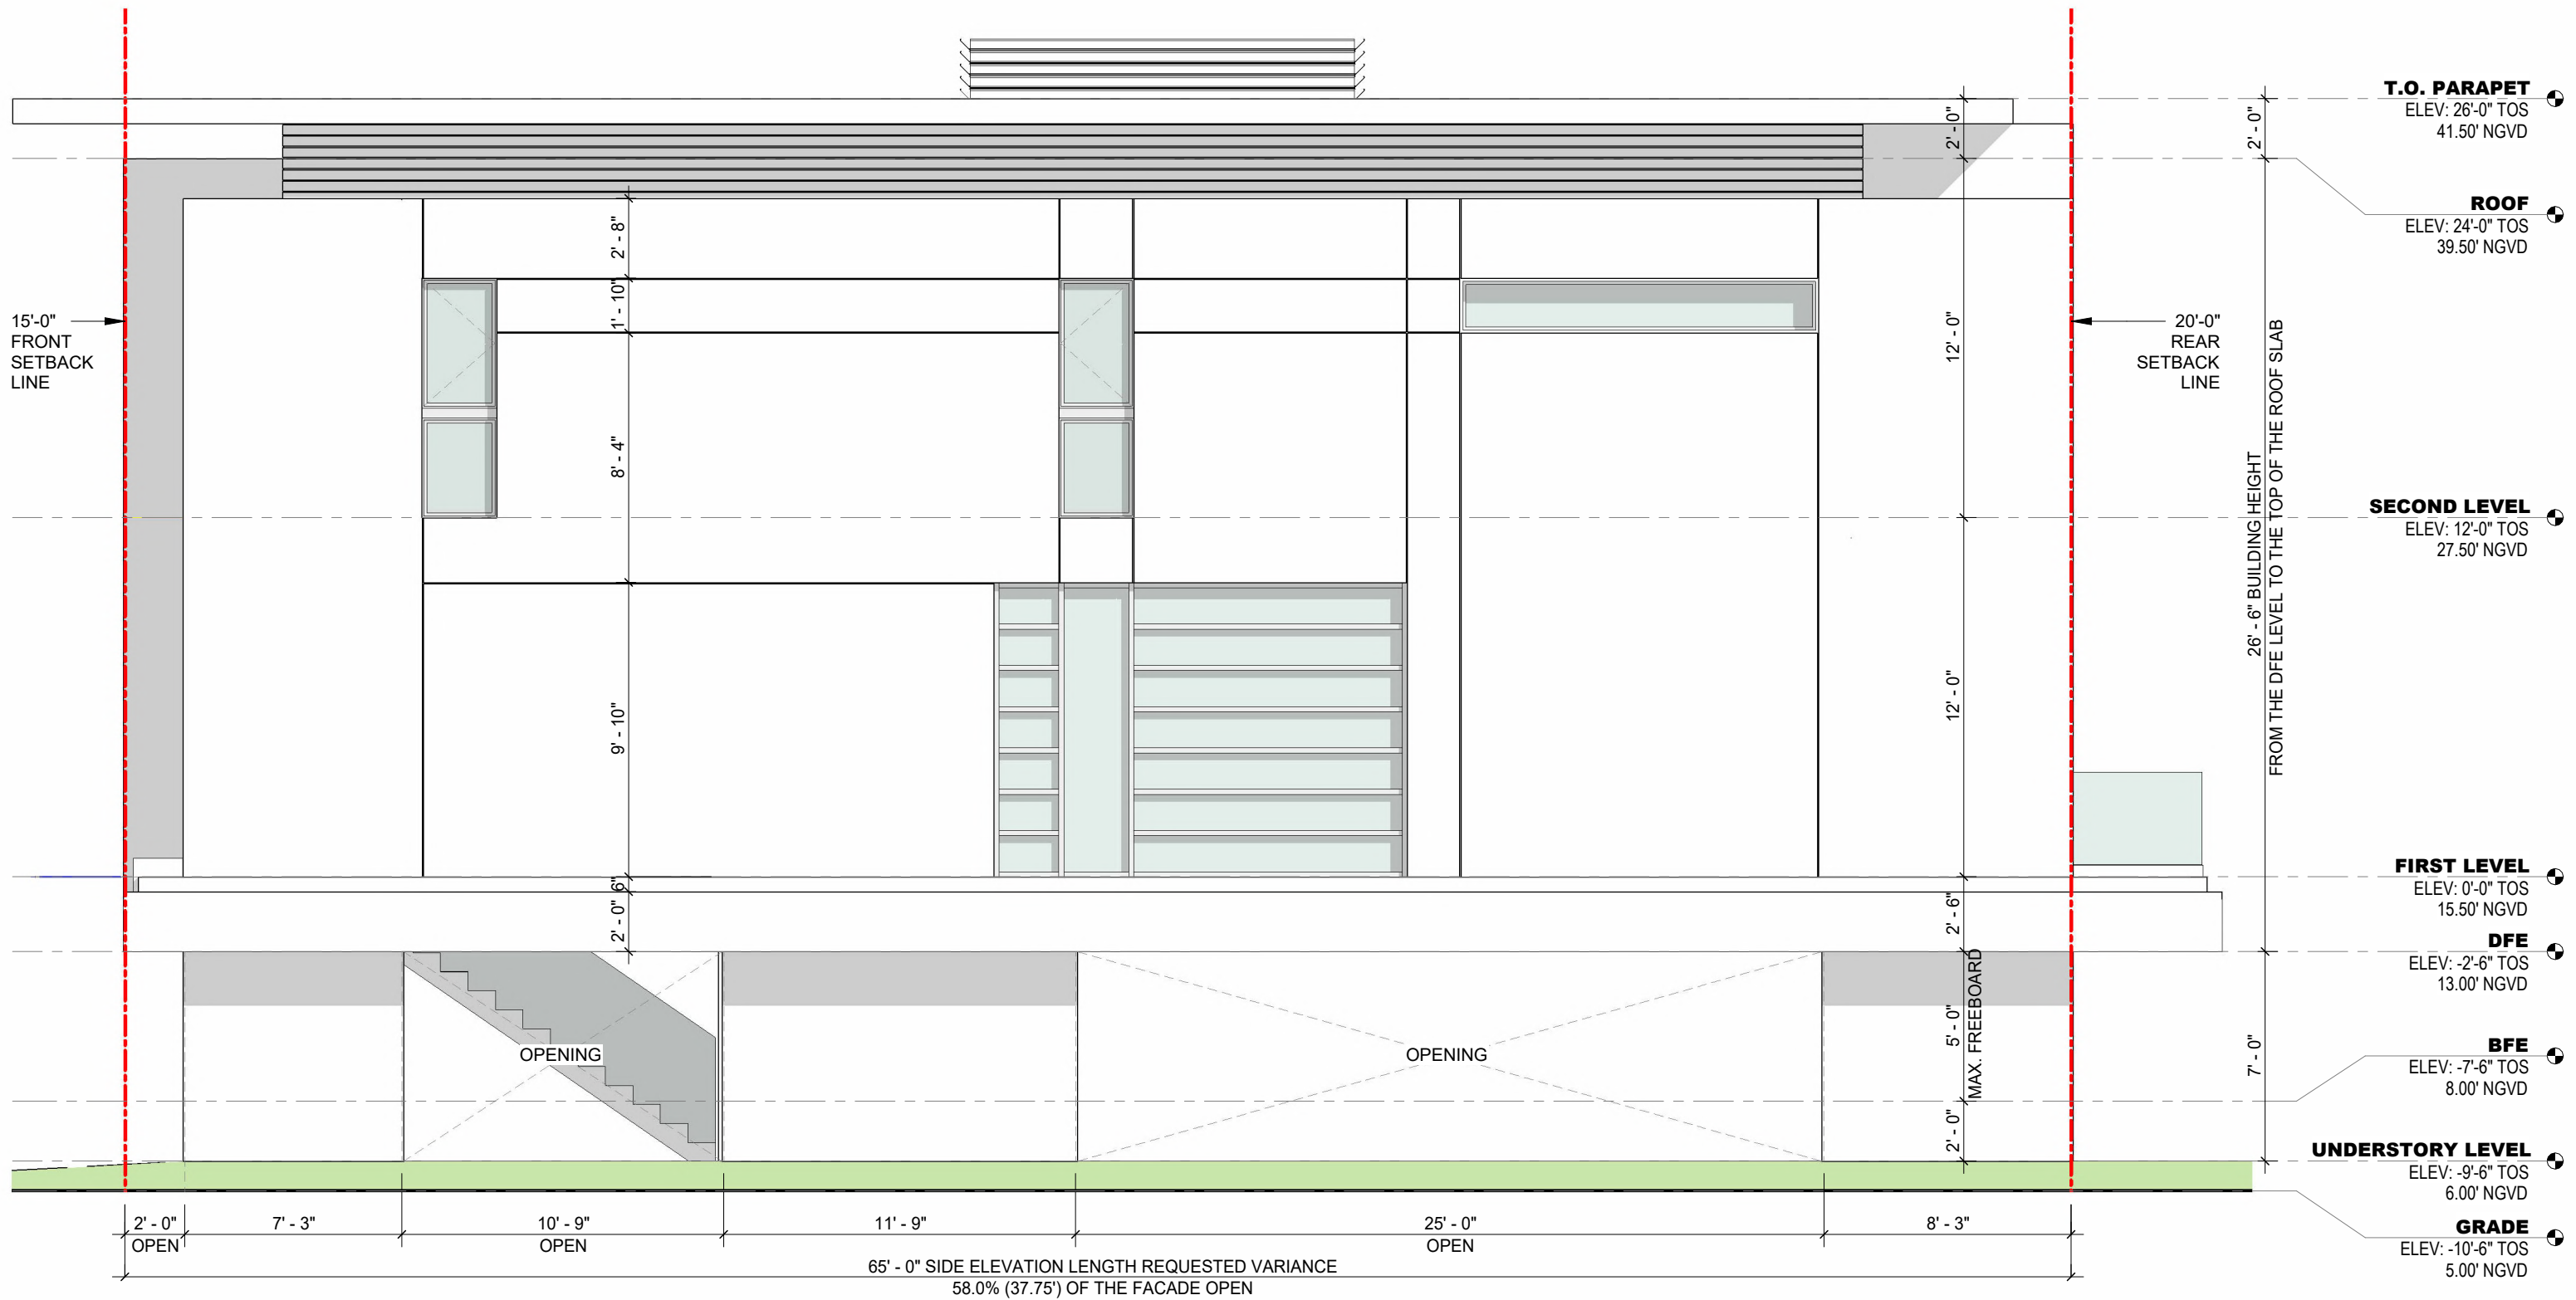 T.O. PARAPET
ELEV: 26'-0" TOS
41.50' NGVD
2' - 0"
2' - 0"
ROOF
ELEV: 24'-0" TOS
39.50' NGVD
2' - 8"
1' - 10"
15'-0"
FRONT
SETBACK
LINE
12' - 0"
20'-0"
REAR
SETBACK
LINE
8' - 4"
26' - 6" BUILDING HEIGHT
FROM THE DFE LEVEL TO THE TOP OF THE ROOF SLAB
SECOND LEVEL
ELEV: 12'-0" TOS
27.50' NGVD
9' - 10"
12' - 0"
FIRST LEVEL
ELEV: 0'-0" TOS
15.50' NGVD
6"
2' - 0"
2' - 6"
DFE
ELEV: -2'-6" TOS
13.00' NGVD
OPENING
OPENING
5' - 0"
MAX. FREEBOARD
7' - 0"
BFE
ELEV: -7'-6" TOS
8.00' NGVD
2' - 0"
UNDERSTORY LEVEL
ELEV: -9'-6" TOS
6.00' NGVD
2' - 0"
OPEN
7' - 3"
10' - 9"
OPEN
11' - 9"
25' - 0"
OPEN
8' - 3"
GRADE
ELEV: -10'-6" TOS
5.00' NGVD
65' - 0" SIDE ELEVATION LENGTH REQUESTED VARIANCE
58.0% (37.75') OF THE FACADE OPEN